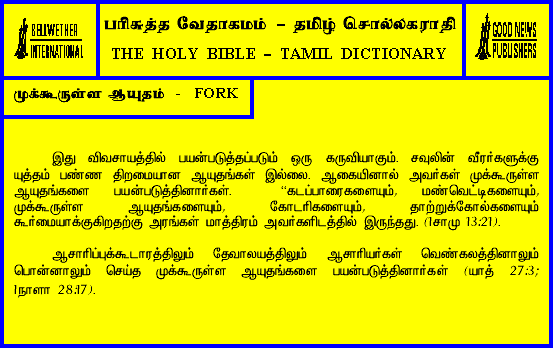 BELLWETHER
INTERNATIONAL
பரிசுத்த வேதாகமம் – தமிழ் சொல்லகராதி
THE HOLY BIBLE – TAMIL DICTIONARY
GOOD NEWS
PUBLISHERS
முக்கூருள்ள ஆயுதம் - FORK
இது விவசாயத்தில் பயன்படுத்தப்படும் ஒரு கருவியாகும். சவுலின் வீரர்களுக்கு
யுத்தம் பண்ண திறமையான ஆயுதங்கள் இல்லை. ஆகையினால் அவர்கள் முக்கூருள்ள
ஆயுதங்களை பயன்படுத்தினார்கள். “கடப்பாரைகளையும், மண்வெட்டிகளையும்,
முக்கூருள்ள ஆயுதங்களையும், கோடரிகளையும், தாற்றுக்கோல்களையும்
கூர்மையாக்குகிறதற்கு அரங்கள் மாத்திரம் அவர்களிடத்தில் இருந்தது. (1சாமு 13:21).
ஆசாரிப்புக்கூடாரத்திலும் தேவாலயத்திலும் ஆசாரியர்கள் வெண்கலத்தினாலும்
பொன்னாலும் செய்த முக்கூருள்ள ஆயுதங்களை பயன்படுத்தினார்கள் (யாத் 27:3;
1நாளா 28:17).